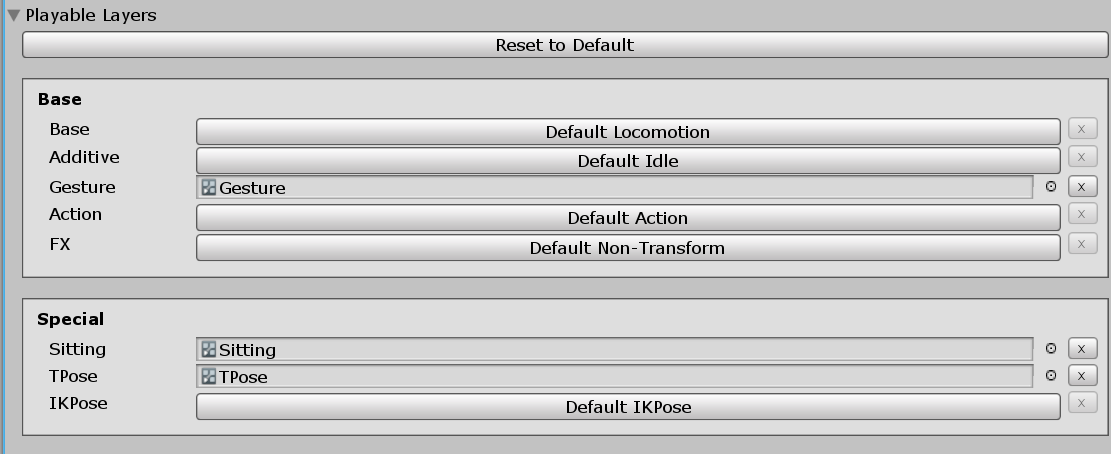 Playable Layers
Reset to Default
Base
Base Default Locomotion x
Additive Default Idle x
Gesture Gesture x
Action Default Action x
FX Default Non-Transform x
Special
Sitting Sitting x
TPose TPose x
IKPose Default IKPose x